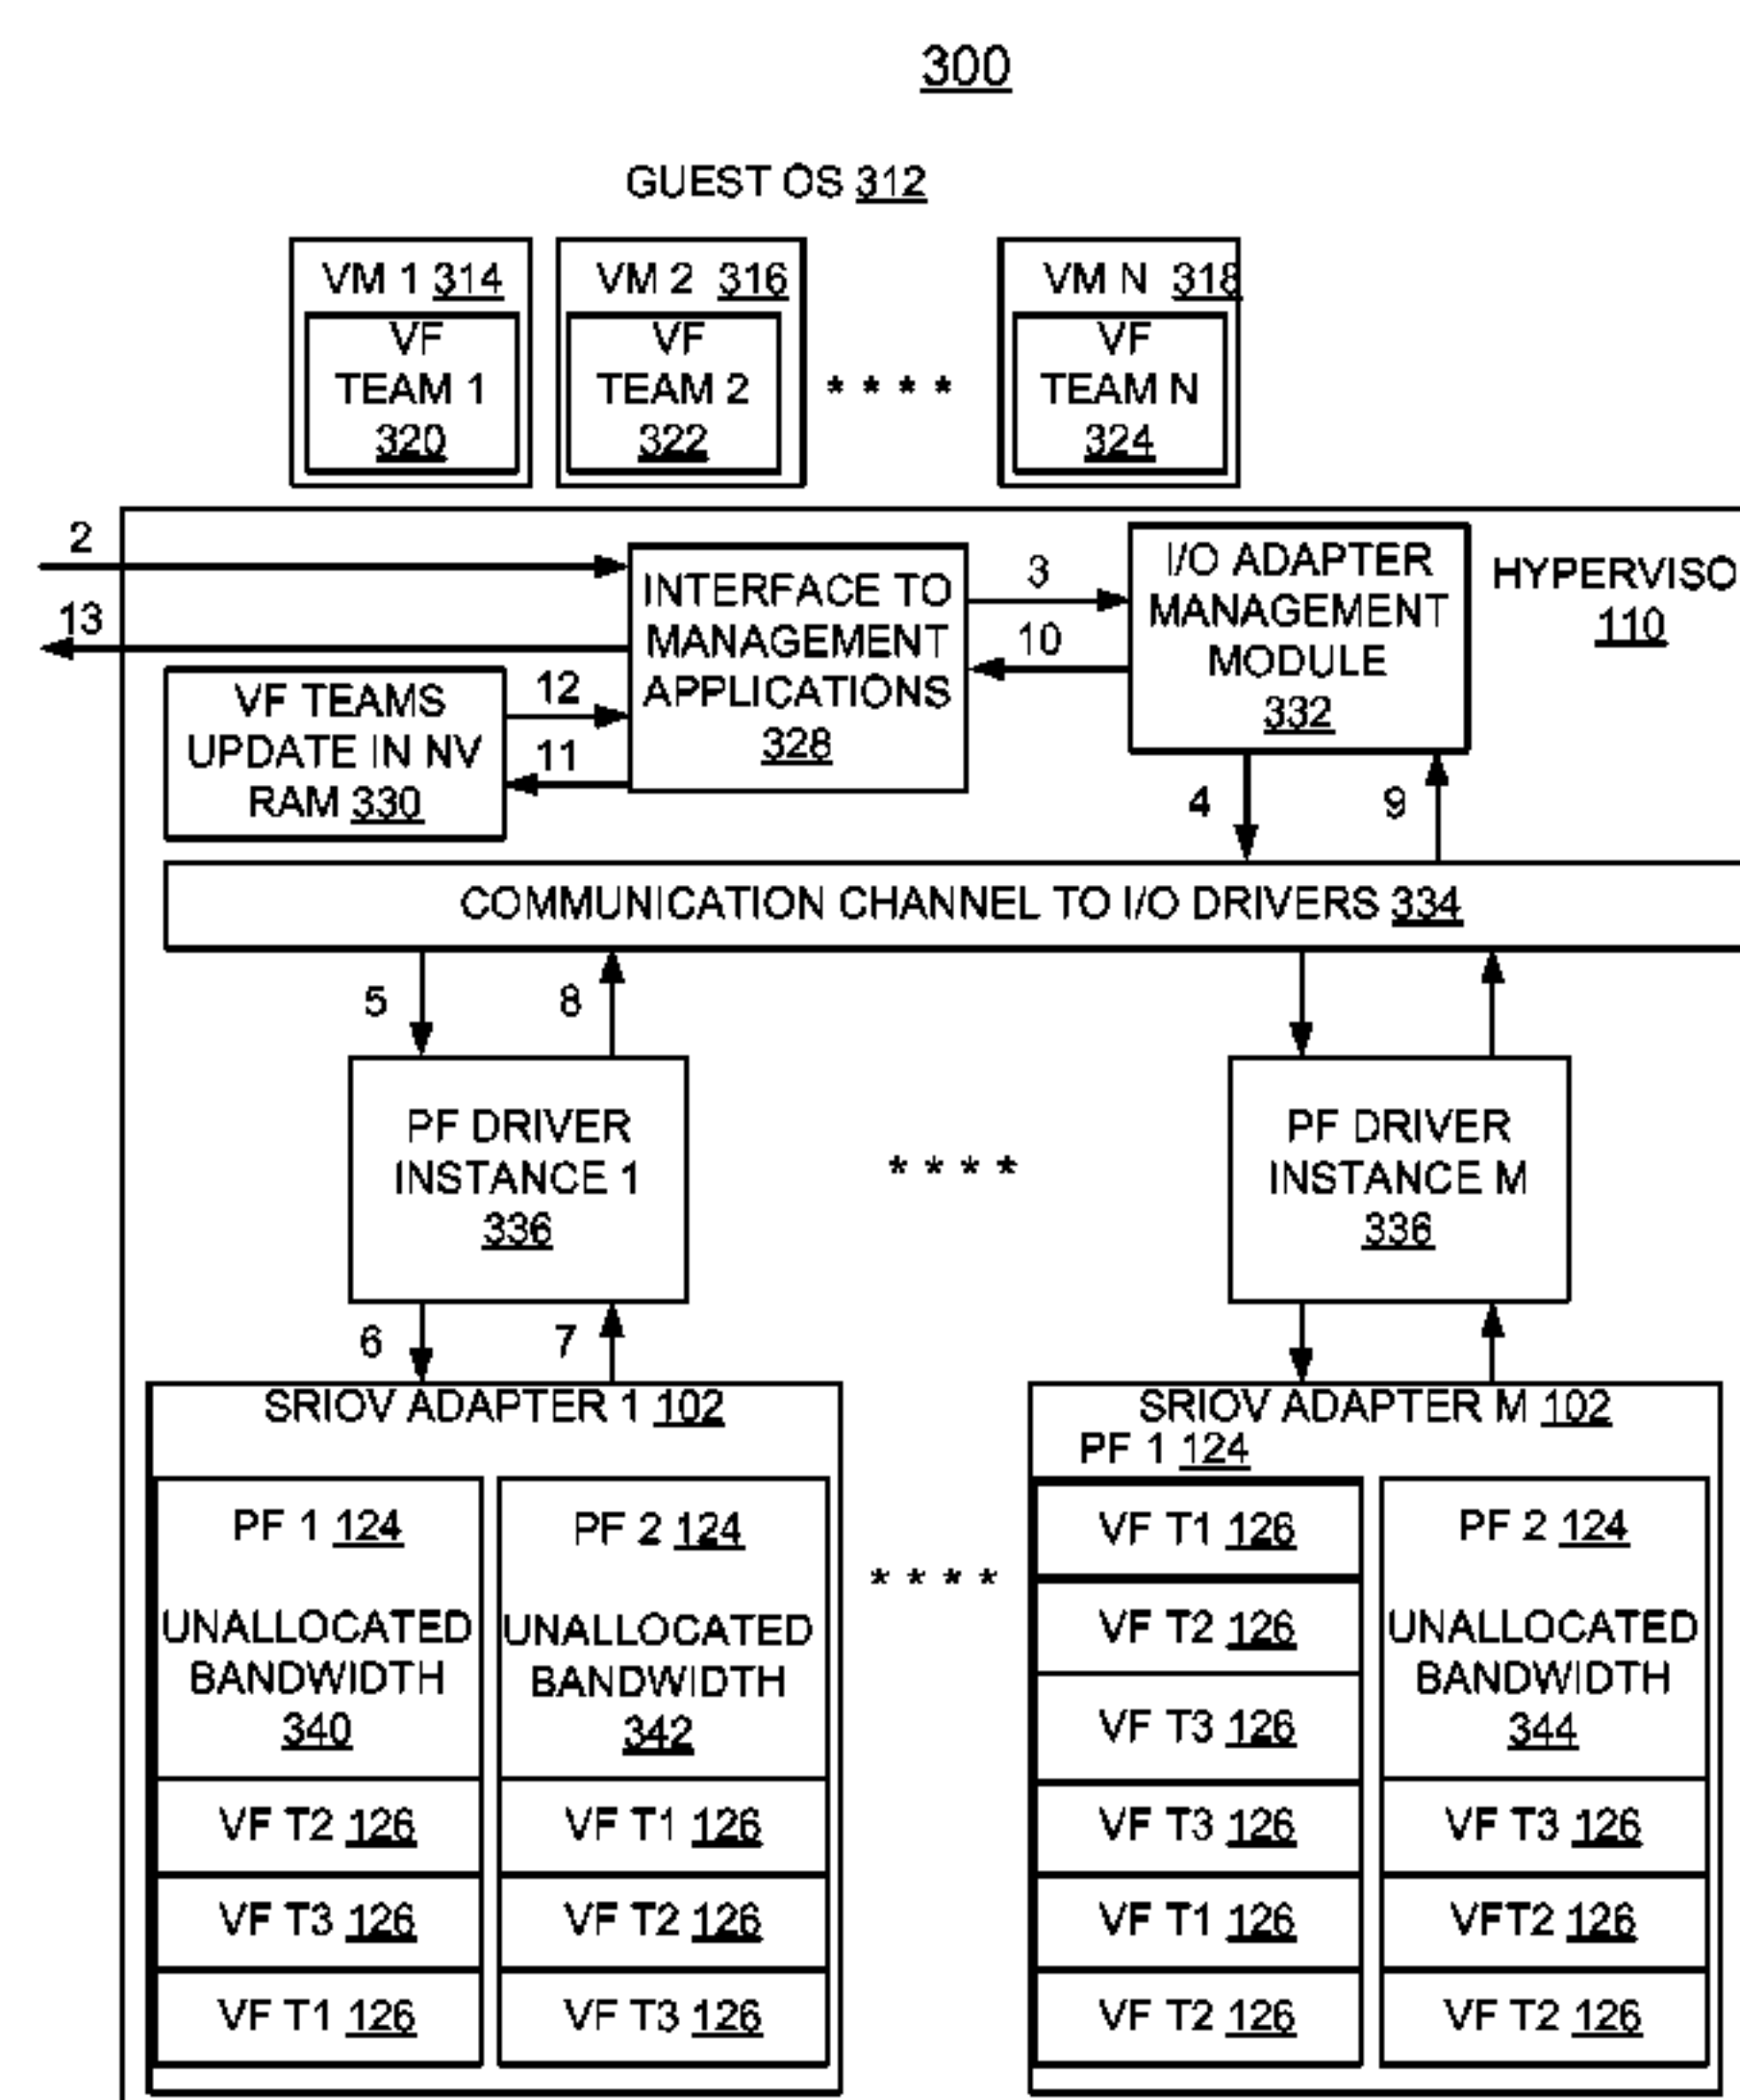 300
GUEST OS 312
VM 1 314
VF
TEAM 1
320
VM 2 316
VF
TEAM 2
322
* * * *
VM N 318
VF
TEAM N
324
2
13
INTERFACE TO
MANAGEMENT
APPLICATIONS
328
3
10
I/O ADAPTER
MANAGEMENT
MODULE
332
HYPERVISO
110
VF TEAMS
UPDATE IN NV
RAM 330
12
11
4
9
COMMUNICATION CHANNEL TO I/O DRIVERS 334
5
8
PF DRIVER
INSTANCE 1
336
* * * *
PF DRIVER
INSTANCE M
336
6
7
SRIOV ADAPTER 1 102
PF 1 124
UNALLOCATED
BANDWIDTH
340
VF T2 126
VF T3 126
VF T1 126
PF 2 124
UNALLOCATED
BANDWIDTH
342
VF T1 126
VF T2 126
VF T3 126
* * * *
SRIOV ADAPTER M 102
PF 1 124
VF T1 126
VF T2 126
VF T3 126
VF T3 126
VF T1 126
VF T2 126
PF 2 124
UNALLOCATED
BANDWIDTH
344
VF T3 126
VFT2 126
VF T2 126